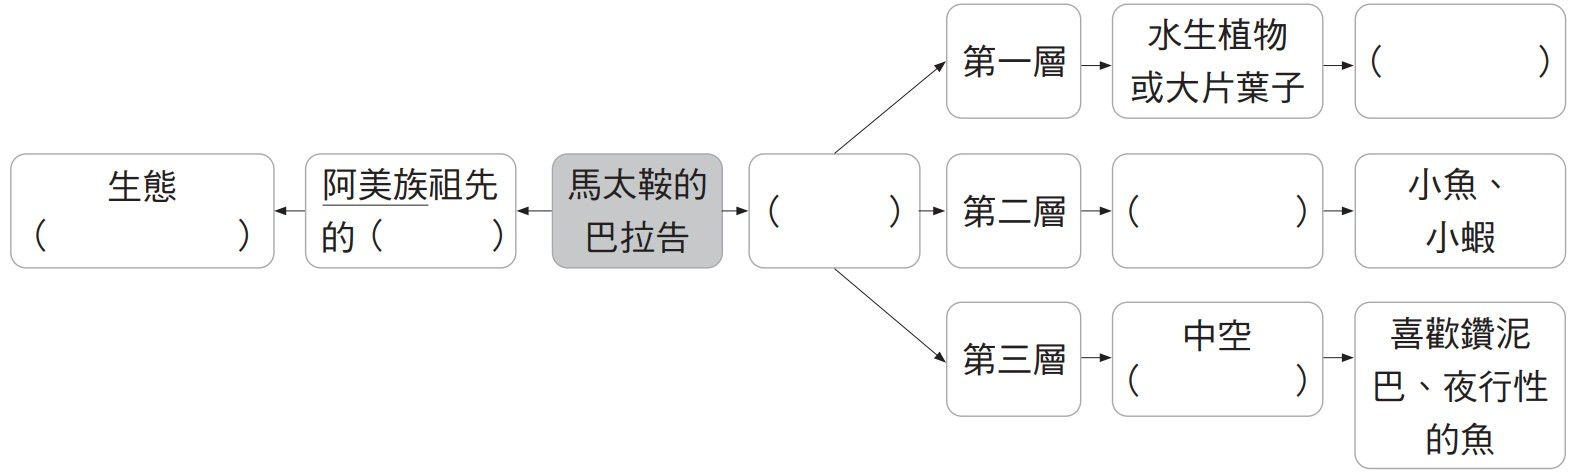 生態
（　　　）
阿美族祖先
的（　　　）
馬太鞍的
巴拉告
（　　　）
第一層
水生植物
或大片葉子
（　　　）
第二層
（　　　）
小魚、
小蝦
第三層
中空
（　　　）
喜歡鑽泥
巴、夜行性
的魚